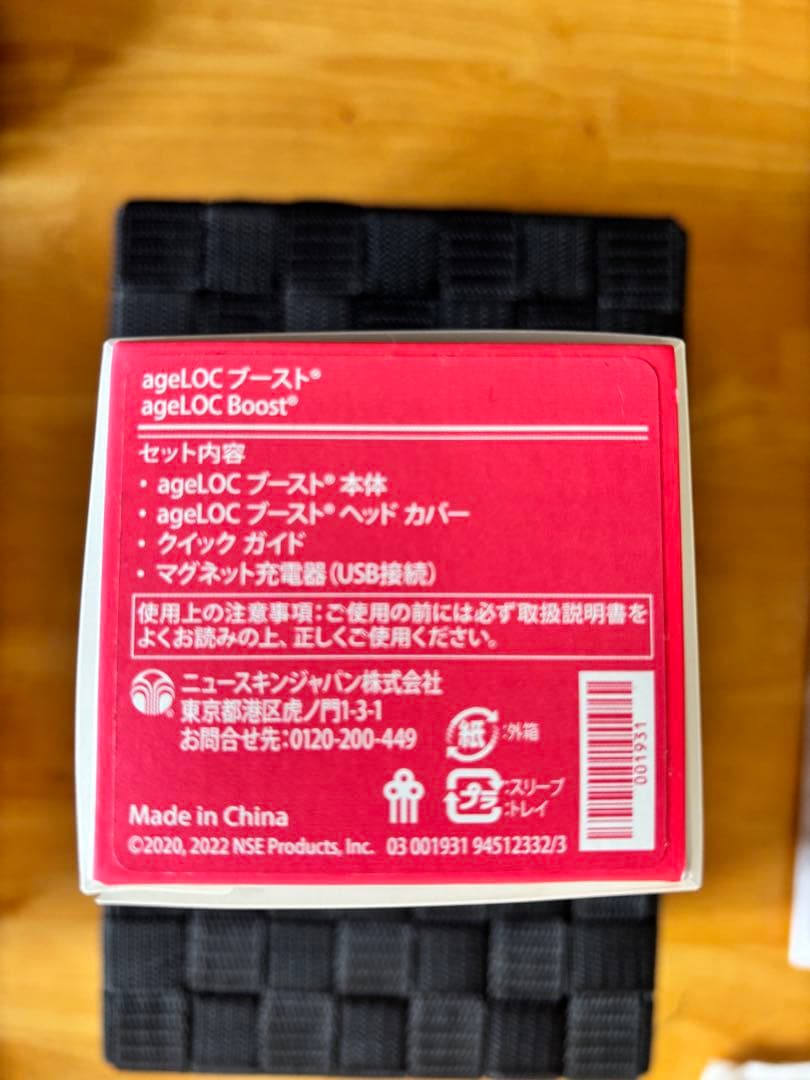 ageLOC ブースト®
ageLOC Boost®
セット内容
・ ageLOC ブースト® 本体
・ ageLOC ブースト® ヘッド カバー
・ クイック ガイド
・ マグネット充電器（USB接続）
使用上の注意事項：ご使用の前には必ず取扱説明書を
よくお読みの上、正しくご使用ください。
ニュースキンジャパン株式会社
東京都港区虎ノ門1-3-1
お問合せ先：0120-200-449
紙 :外箱
プラ :スリーブ
:トレイ
001931
Made in China
©2020, 2022 NSE Products, Inc. 03 001931 94512332/3